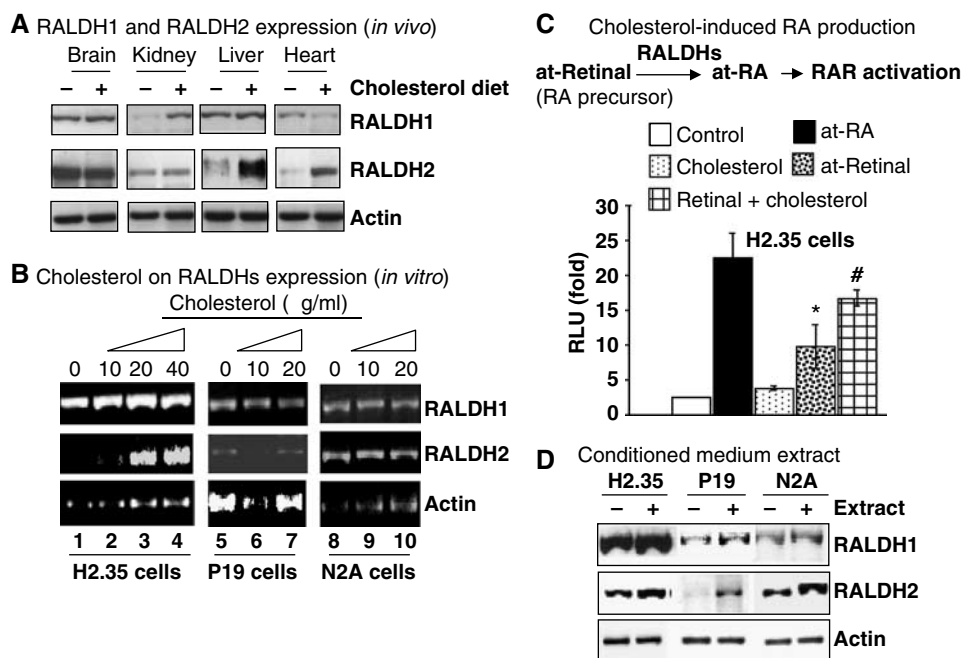 A RALDH1 and RALDH2 expression (in vivo)
Brain Kidney Liver Heart
– + – + – + – + Cholesterol diet
RALDH1
RALDH2
Actin
B Cholesterol on RALDHs expression (in vitro)
Cholesterol ( g/ml)
0 10 20 40 0 10 20 0 10 20
RALDH1
RALDH2
Actin
1 2 3 4 5 6 7 8 9 10
H2.35 cells P19 cells N2A cells
C Cholesterol-induced RA production
RALDHs
at-Retinal at-RA RAR activation
(RA precursor)
Control at-RA
Cholesterol at-Retinal
Retinal + cholesterol
H2.35 cells
RLU (fold)
30
25
20
15
10
5
0
* #
D Conditioned medium extract
H2.35 P19 N2A
– + – + – + Extract
RALDH1
RALDH2
Actin